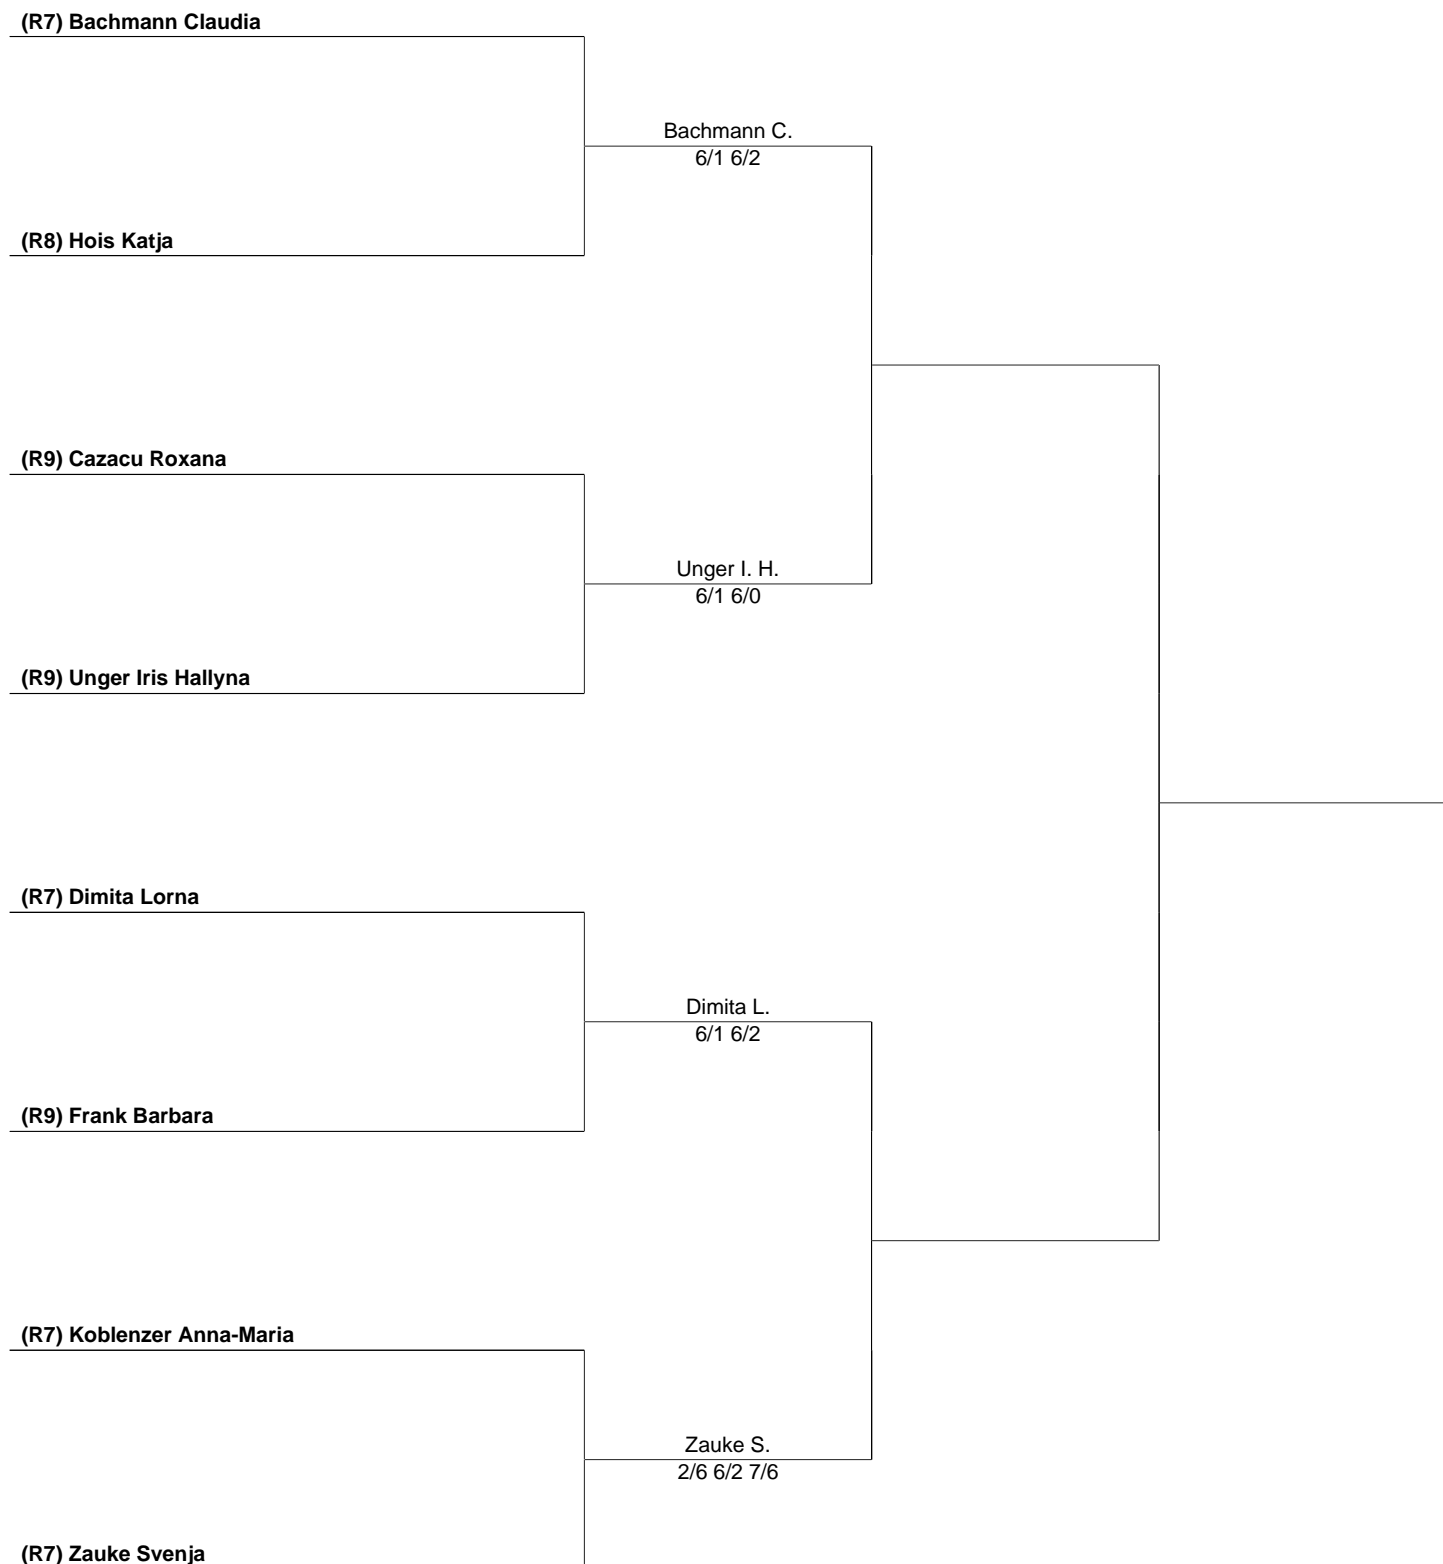 (R7) Bachmann Claudia
Bachmann C.
6/1 6/2
(R8) Hois Katja
(R9) Cazacu Roxana
Unger I. H.
6/1 6/0
(R9) Unger Iris Hallyna
(R7) Dimita Lorna
Dimita L.
6/1 6/2
(R9) Frank Barbara
(R7) Koblenzer Anna-Maria
Zauke S.
2/6 6/2 7/6
(R7) Zauke Svenja